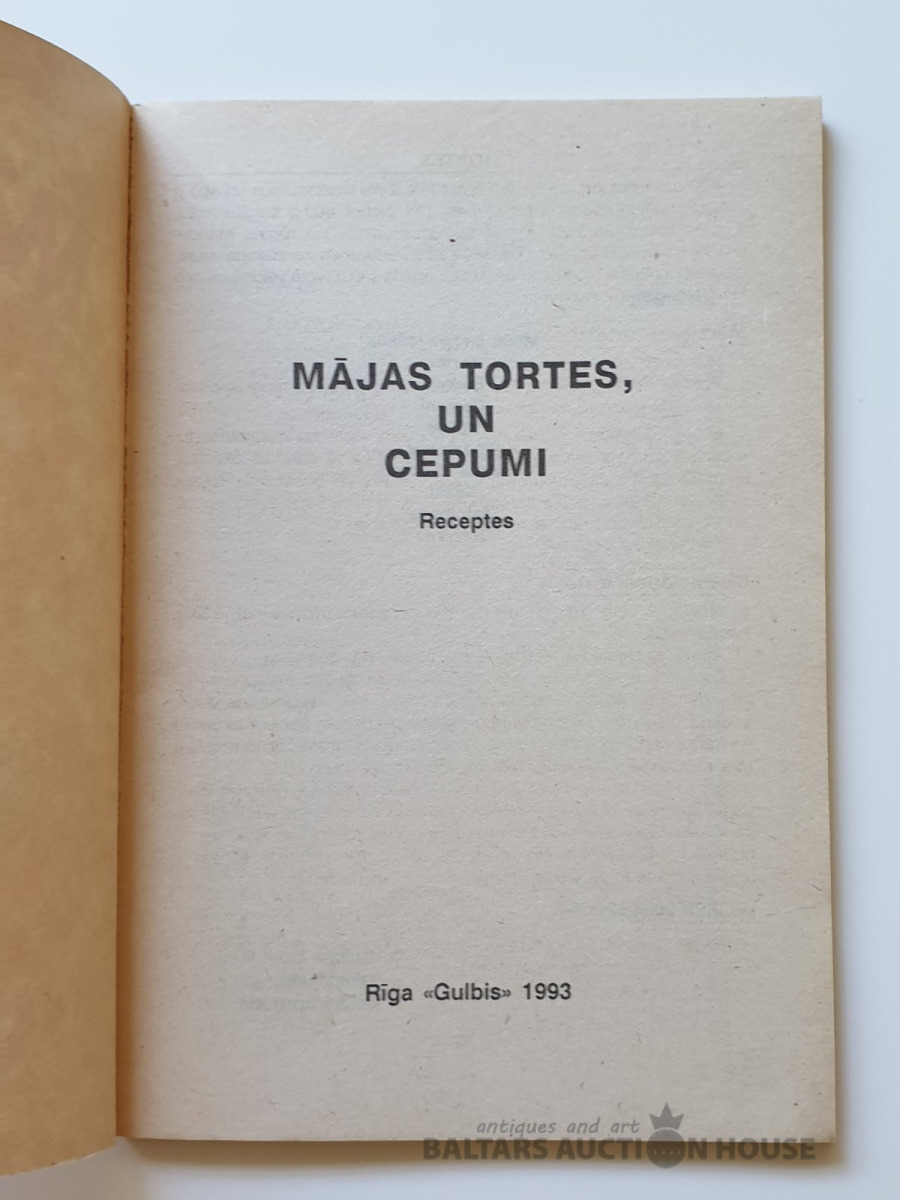 MĀJAS TORTES,
UN
CEPUMI
Receptes
Rīga «Gulbis» 1993
antiques and art
BALTARS AUCTION HOUSE